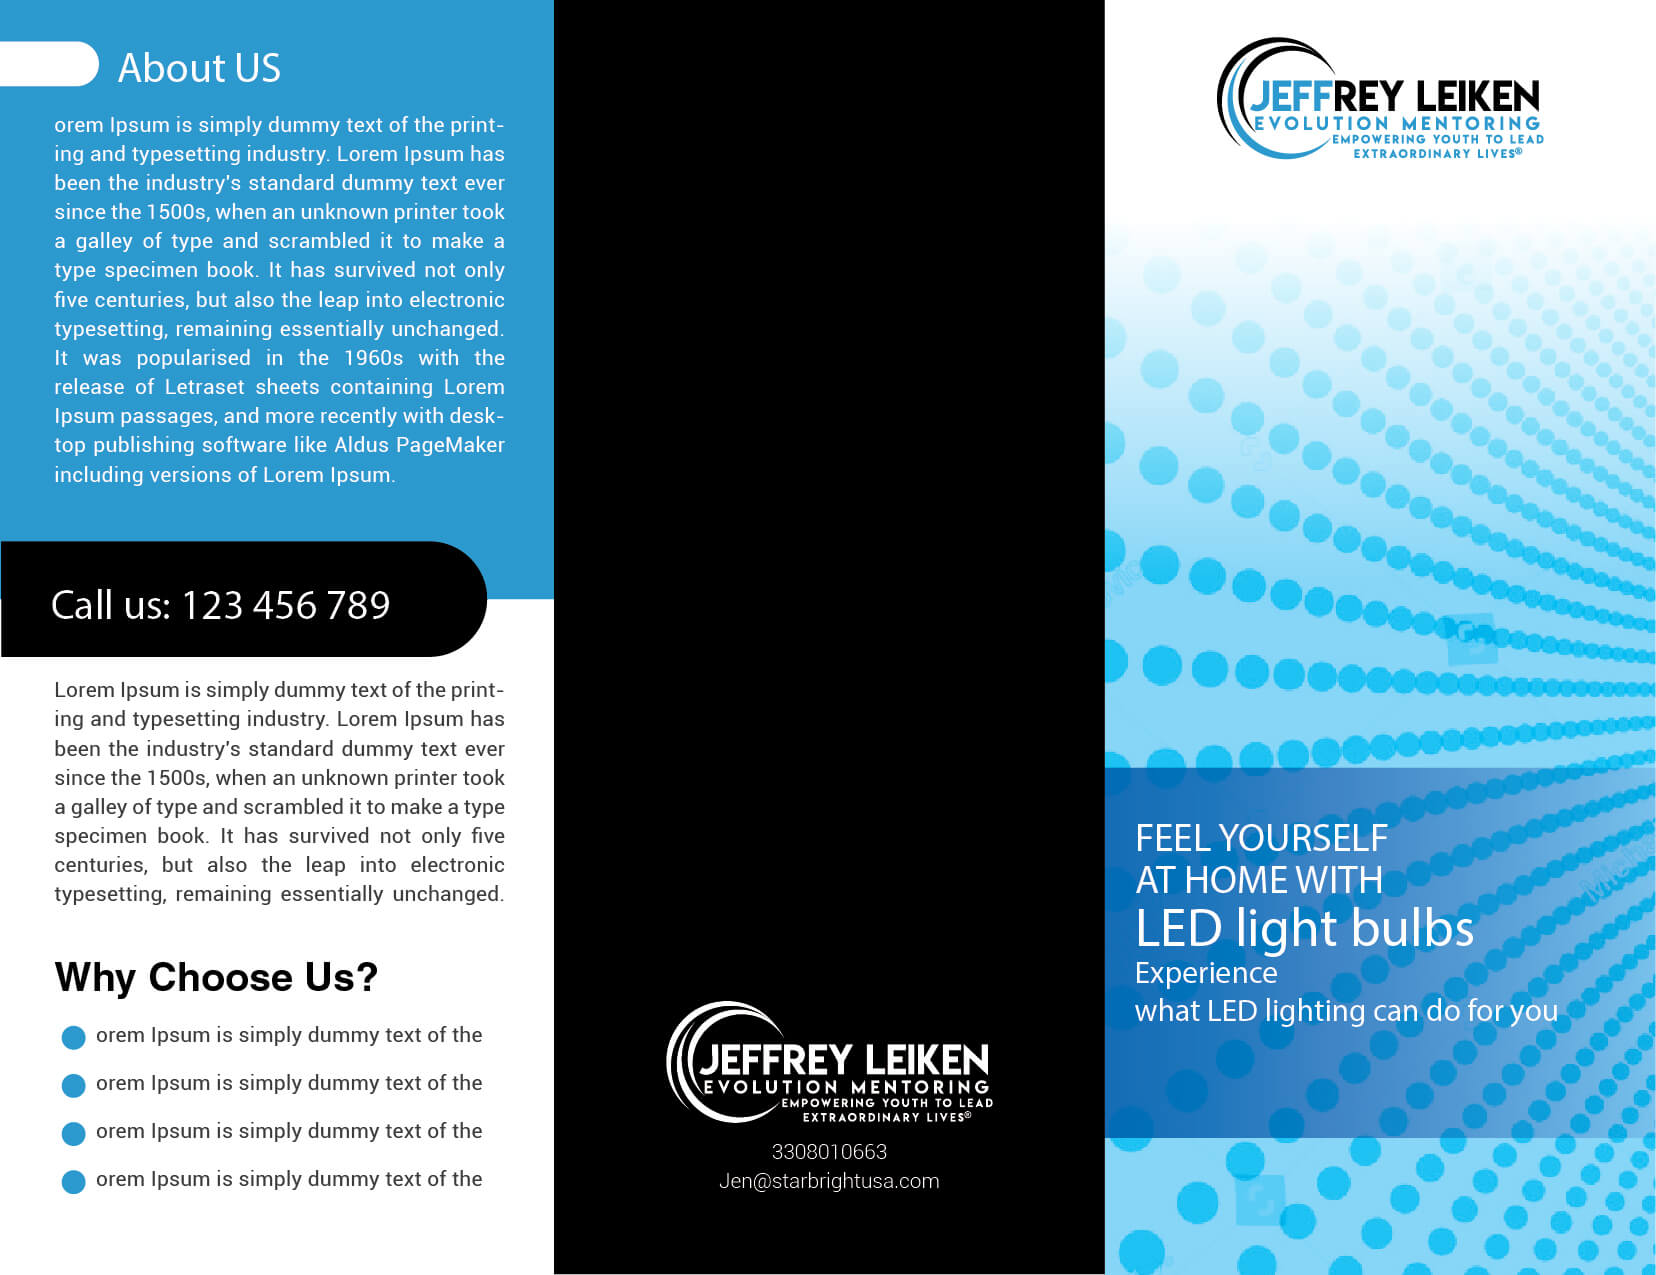 About US
orem Ipsum is simply dummy text of the print-
ing and typesetting industry. Lorem Ipsum has
been the industry's standard dummy text ever
since the 1500s, when an unknown printer took
a galley of type and scrambled it to make a
type specimen book. It has survived not only
five centuries, but also the leap into electronic
typesetting, remaining essentially unchanged.
It was popularised in the 1960s with the
release of Letraset sheets containing Lorem
Ipsum passages, and more recently with desk-
top publishing software like Aldus PageMaker
including versions of Lorem Ipsum.
Call us: 123 456 789
Lorem Ipsum is simply dummy text of the print-
ing and typesetting industry. Lorem Ipsum has
been the industry's standard dummy text ever
since the 1500s, when an unknown printer took
a galley of type and scrambled it to make a type
specimen book. It has survived not only five
centuries, but also the leap into electronic
typesetting, remaining essentially unchanged.
Why Choose Us?
orem Ipsum is simply dummy text of the
orem Ipsum is simply dummy text of the
orem Ipsum is simply dummy text of the
orem Ipsum is simply dummy text of the
JEFFREY LEIKEN
EVOLUTION MENTORING
EMPOWERING YOUTH TO LEAD
EXTRAORDINARY LIVES®
3308010663
Jen@starbrightusa.com
JEFFREY LEIKEN
EVOLUTION MENTORING
EMPOWERING YOUTH TO LEAD
EXTRAORDINARY LIVES®
FEEL YOURSELF
AT HOME WITH
LED light bulbs
Experience
what LED lighting can do for you